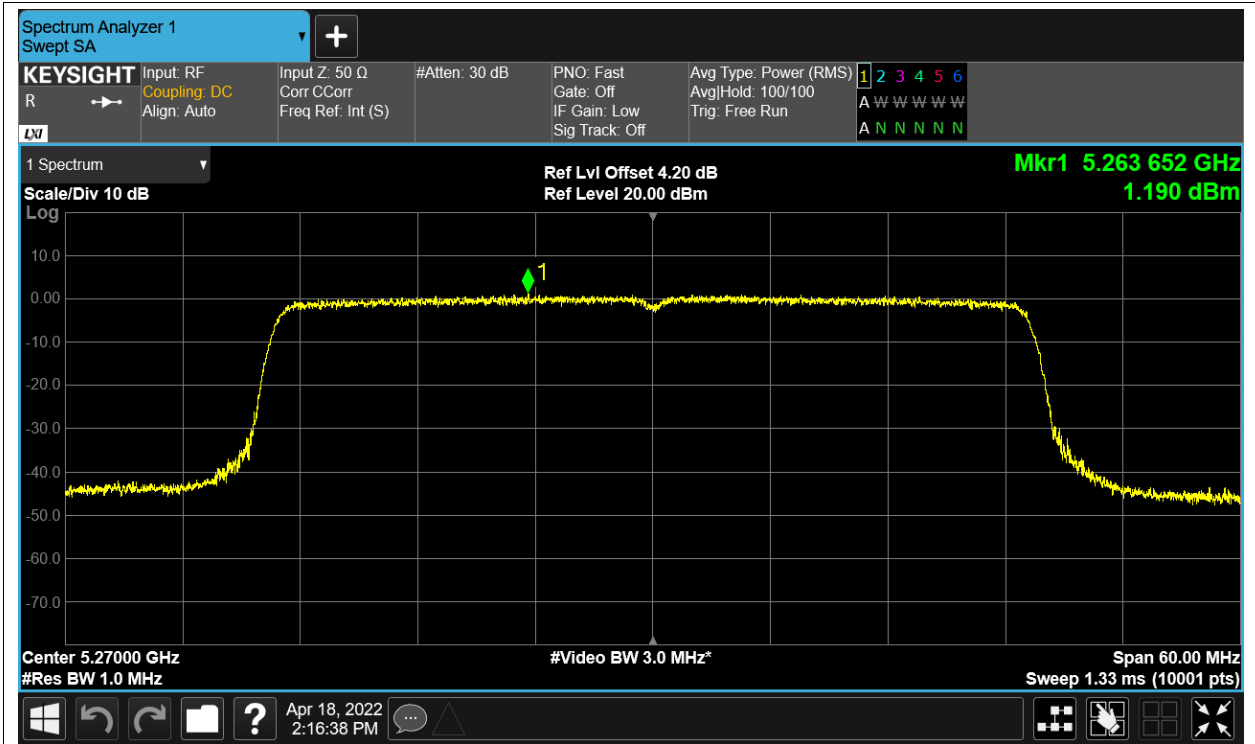 Spectrum Analyzer 1
Swept SA
KEYSIGHT
R
LXI
Input: RF
Coupling: DC
Align: Auto
Input Z: 50 Ω
Corr CCorr
Freq Ref: Int (S)
#Atten: 30 dB
PNO: Fast
Gate: Off
IF Gain: Low
Sig Track: Off
Avg Type: Power (RMS)
Avg|Hold: 100/100
Trig: Free Run
1 2 3 4 5 6
A W W W W W
A N N N N N
1 Spectrum
Scale/Div 10 dB
Log
Ref Lvl Offset 4.20 dB
Ref Level 20.00 dBm
Mkr1 5.263 652 GHz
1.190 dBm
10.0
1
0.00
-10.0
-20.0
-30.0
-40.0
-50.0
-60.0
-70.0
Center 5.27000 GHz
#Res BW 1.0 MHz
#Video BW 3.0 MHz*
Span 60.00 MHz
Sweep 1.33 ms (10001 pts)
?
Apr 18, 2022
2:16:38 PM